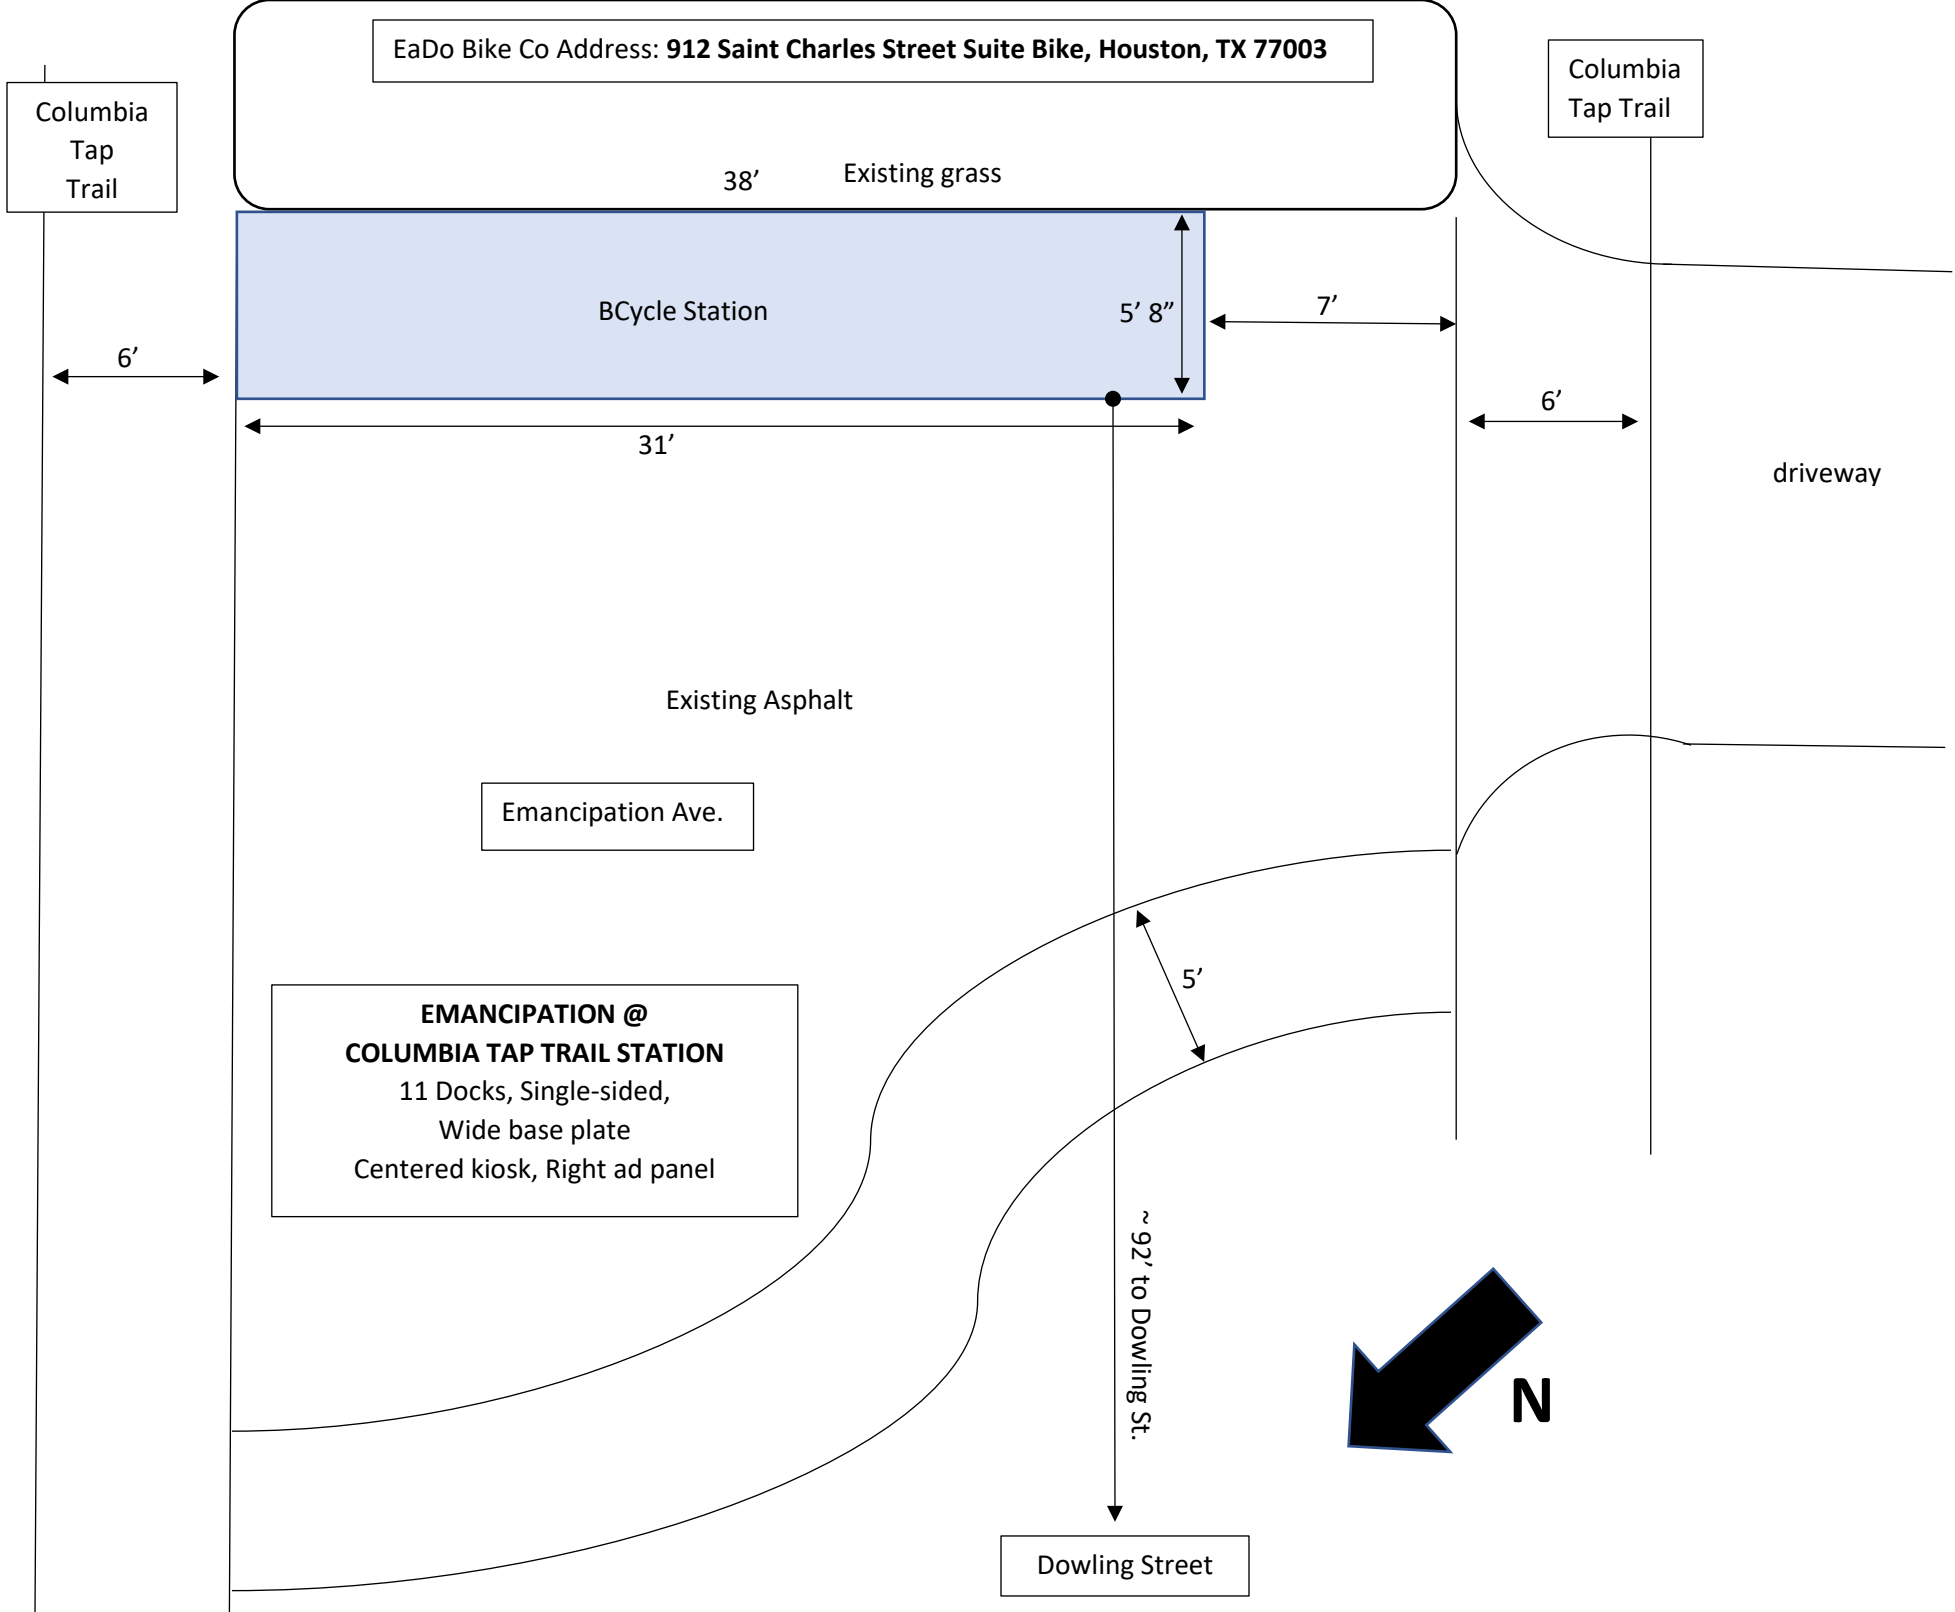 EaDo Bike Co Address: 912 Saint Charles Street Suite Bike, Houston, TX 77003
Columbia
Tap
Trail
Columbia
Tap Trail
38’
Existing grass
BCycle Station
5’ 8”
7’
6’
6’
31’
driveway
Existing Asphalt
Emancipation Ave.
5’
EMANCIPATION @
COLUMBIA TAP TRAIL STATION
11 Docks, Single-sided,
Wide base plate
Centered kiosk, Right ad panel
~ 92’ to Dowling St.
N
Dowling Street